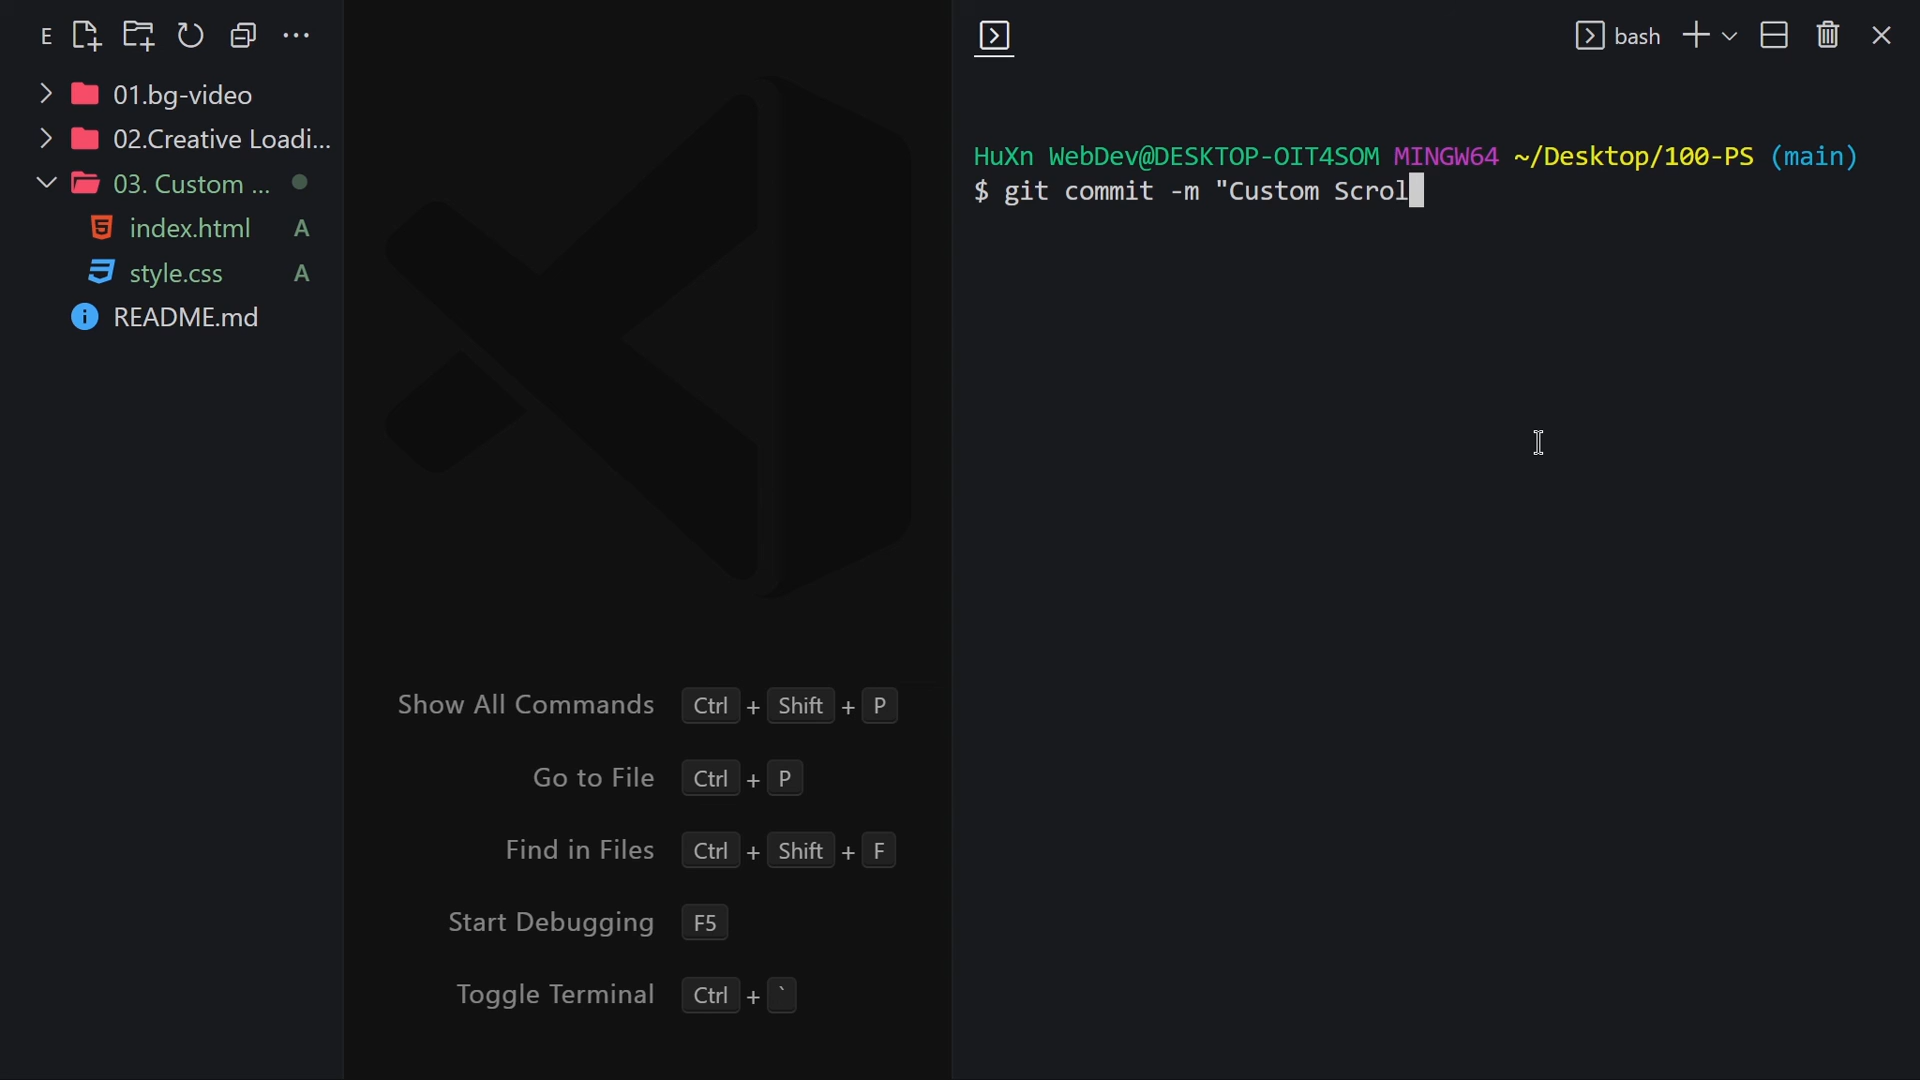 E
01.bg-video
02.Creative Loadi...
03. Custom ...
index.html A
style.css A
README.md
Show All Commands Ctrl + Shift + P
Go to File Ctrl + P
Find in Files Ctrl + Shift + F
Start Debugging F5
Toggle Terminal Ctrl + `
bash
HuXn WebDev@DESKTOP-OIT4SOM MINGW64 ~/Desktop/100-PS (main)
$ git commit -m "Custom Scrol